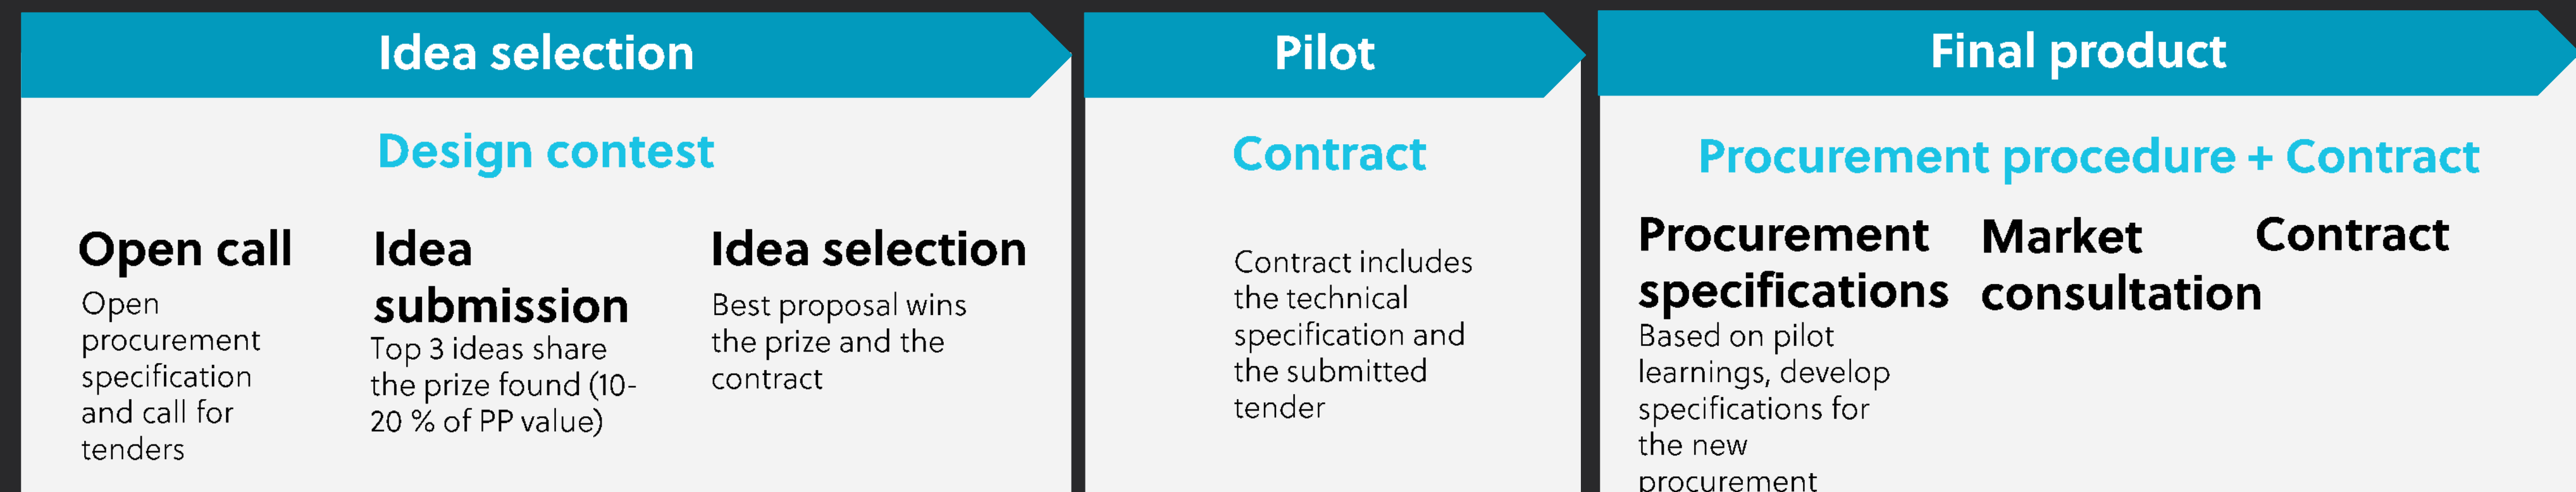 Idea selection
Design contest
Open call
Open
procurement
specification
and call for
tenders
Idea
submission
Top 3 ideas share
the prize found (10-
20 % of PP value)
Idea selection
Best proposal wins
the prize and the
contract
Pilot
Contract
Contract includes
the technical
specification and
the submitted
tender
Final product
Procurement procedure + Contract
Procurement
specifications
Based on pilot
learnings, develop
specifications for
the new
procurement
Market
consultation
Contract